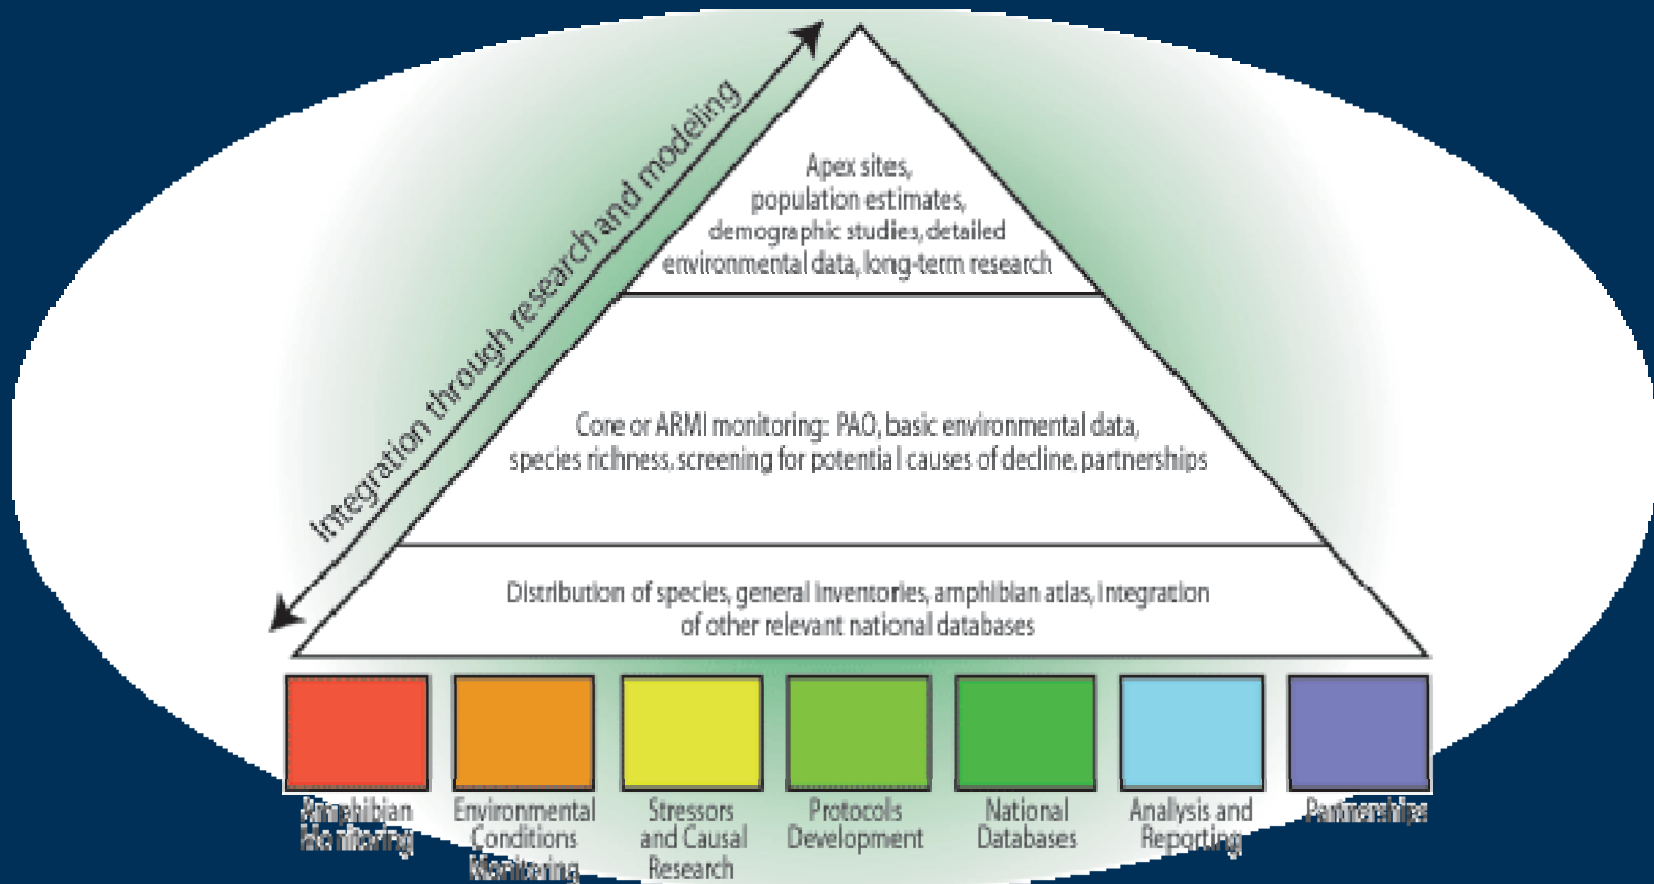 Integration through research and modeling
Apex sites,
population estimates,
demographic studies, detailed
environmental data, long-term research
Cone or ARMI monitoring: PAO, basic environmental data,
species richness, screening for potential causes of decline, partnerships
Distribution of species, general inventories, amphibian atlas, integration
of other relevant national databases
Amphibian
Monitoring
Environmental
Conditions
Monitoring
Stressors
and Causal
Research
Protocols
Development
National
Databases
Analysis and
Reporting
Partnerships